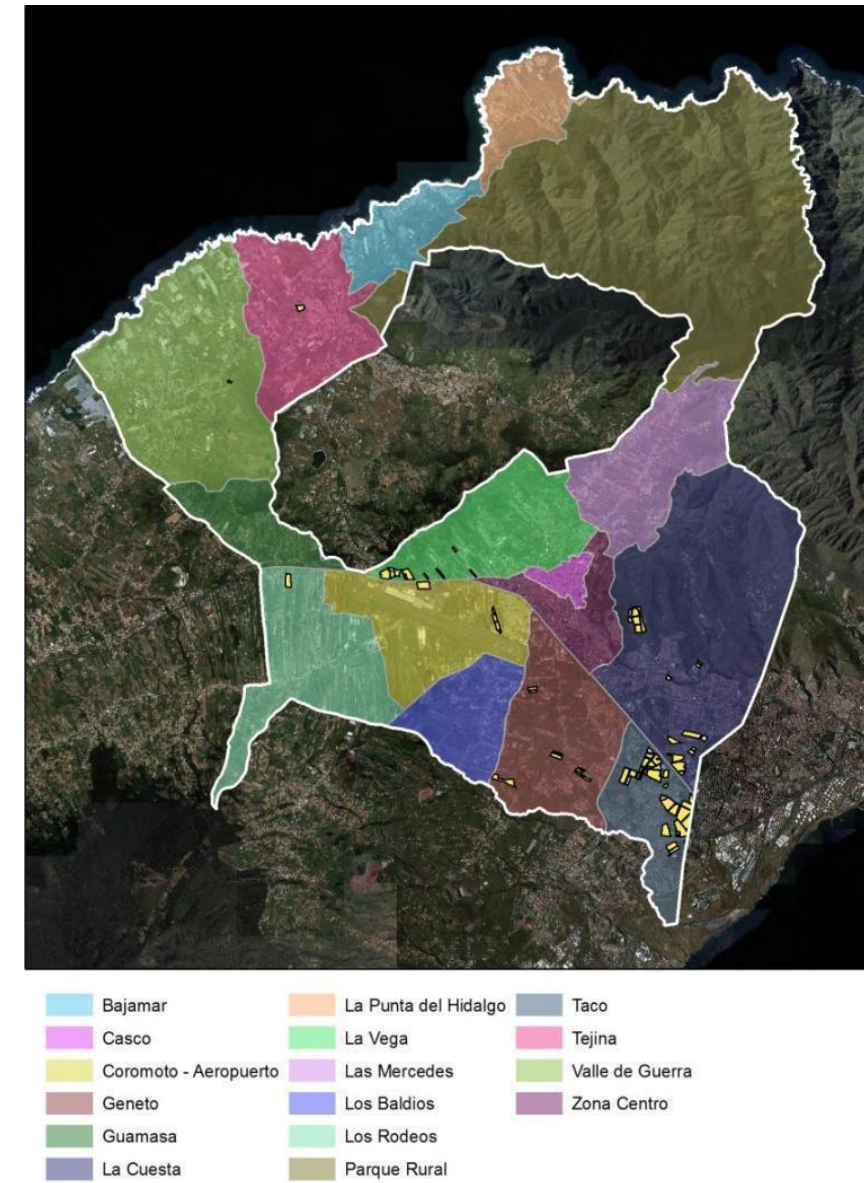 Bajamar
Casco
Coromoto - Aeropuerto
Geneto
Guamasa
La Cuesta
La Punta del Hidalgo
La Vega
Las Mercedes
Los Baldios
Los Rodeos
Parque Rural
Taco
Tejina
Valle de Guerra
Zona Centro